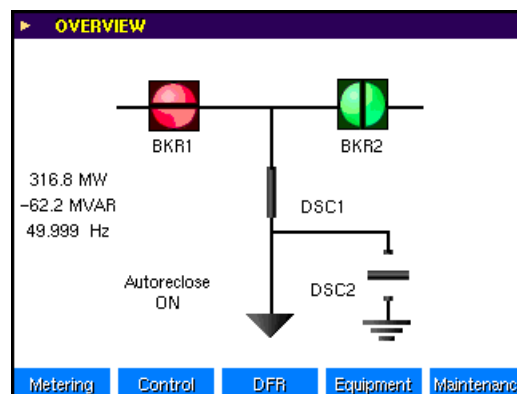 OVERVIEW
BKR1
BKR2
316.8 MW
-62.2 MVAR
49.999 Hz
DSC1
Autoreclose
ON
DSC2
Metering
Control
DFR
Equipment
Maintenanc